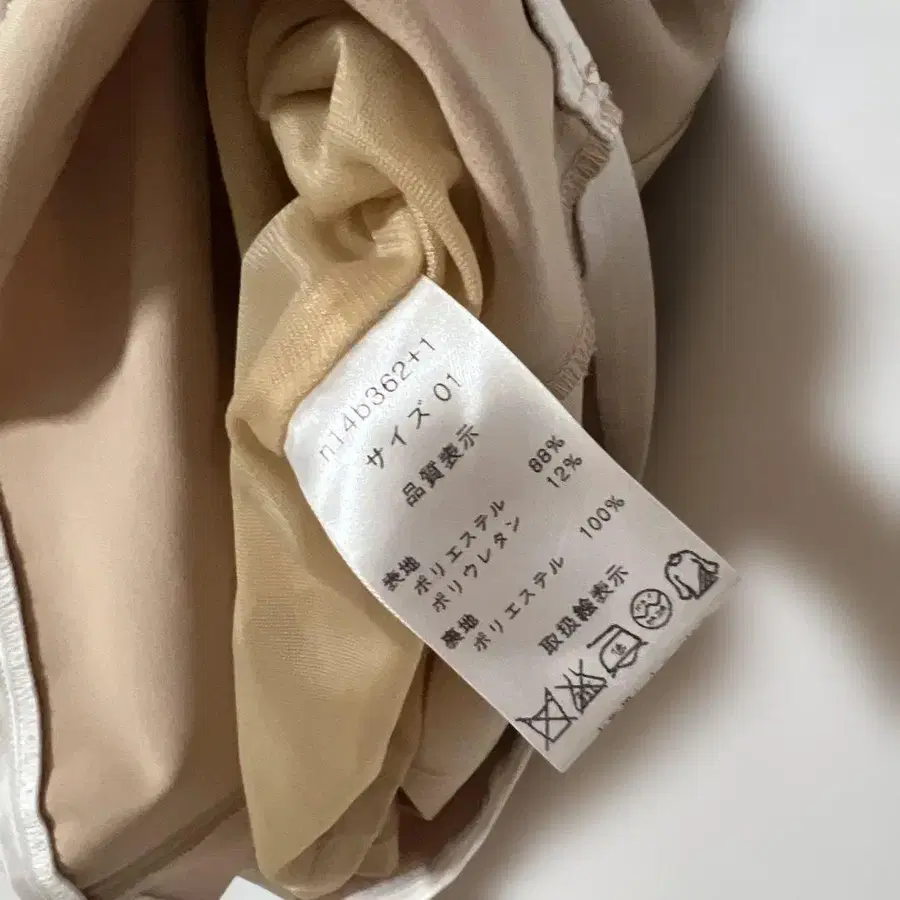 n14b362+1
サイズ 01
品質表示
表地
ポリエステル 88%
ポリウレタン 12%
裏地
ポリエステル 100%
取扱絵表示